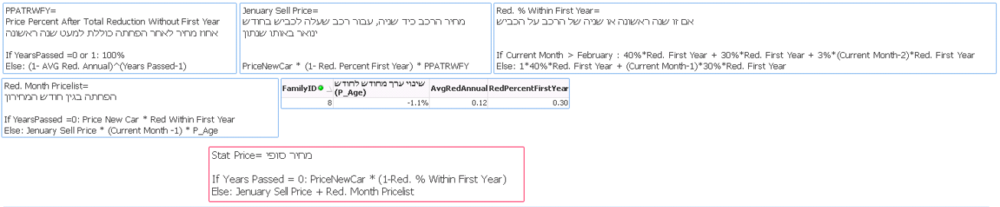 PPATRWFY=
Price Percent After Total Reduction Without First Year
אחוז מחיר לאחר הפחתה כוללת למעט שנה ראשונה
If YearsPassed =0 or 1: 100%
Else: (1- AVG Red. Annual)^(Years Passed-1)
Jenuary Sell Price=
מחיר הרכב כיד שניה, עבור רכב שעלה לכביש בחודש
ינואר באותו שנתון
PriceNewCar * (1- Red. Percent First Year) * PPATRWFY
Red. % Within First Year=
אם זו שנה ראשונה או שניה של הרכב על הכביש
If Current Month > February : 40%*Red. First Year + 30%*Red. First Year + 3%*(Current Month-2)*Red. First Year
Else: 1*40%*Red. First Year + (Current Month-1)*30%*Red. First Year
Red. Month Pricelist=
הפחתה בגין חודש המחירון
If YearsPassed =0: Price New Car * Red Within First Year
Else: Jenuary Sell Price * (Current Month -1) * P_Age
FamilyID שינוי ערך מחודש לחודש (P_Age) AvgRedAnnual RedPercentFirstYear
8 -1.1% 0.12 0.30
Stat Price= מחיר סופי
If Years Passed = 0: PriceNewCar * (1-Red. % Within First Year)
Else: Jenuary Sell Price + Red. Month Pricelist